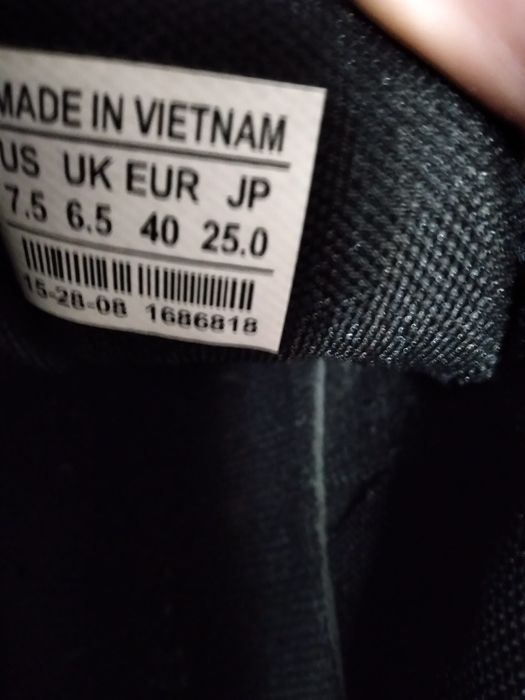 MADE IN VIETNAM
US UK EUR JP
7.5 6.5 40 25.0
15-28-08 1686818